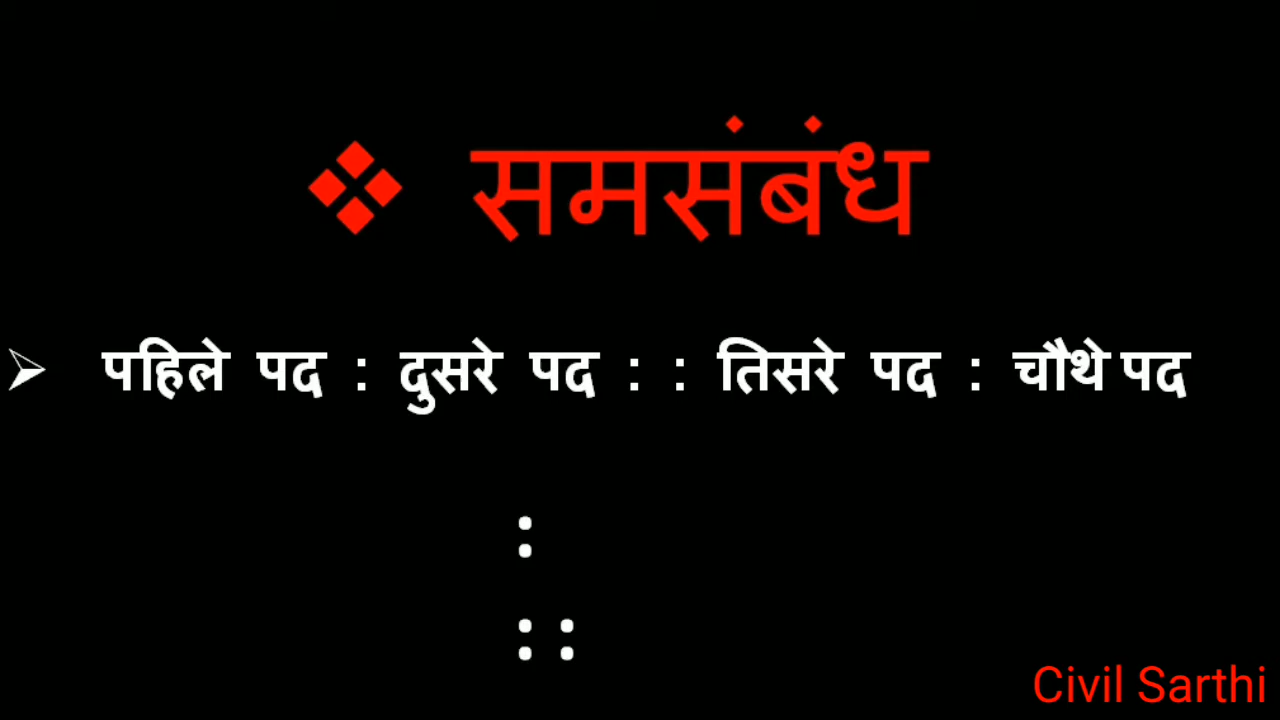 ❖ समसंबंध
➢ पहिले पद : दुसरे पद : : तिसरे पद : चौथे पद
:
: :
Civil Sarthi